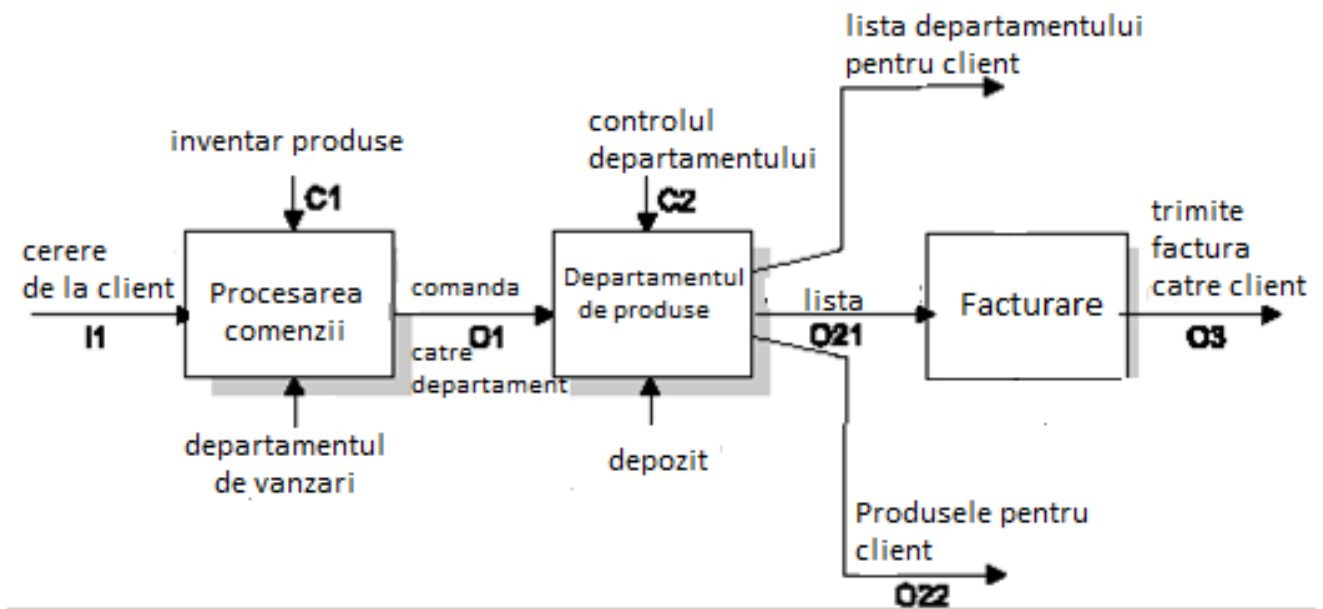 lista departamentului
pentru client
inventar produse
controlul
departamentului
C1
C2
trimite
factura
catre client
cerere
de la client
I1
Procesarea
comenzii
comanda
O1
catre
departament
Departamentul
de produse
lista
O21
Facturare
O3
departamentul
de vanzari
depozit
Produsele pentru
client
O22